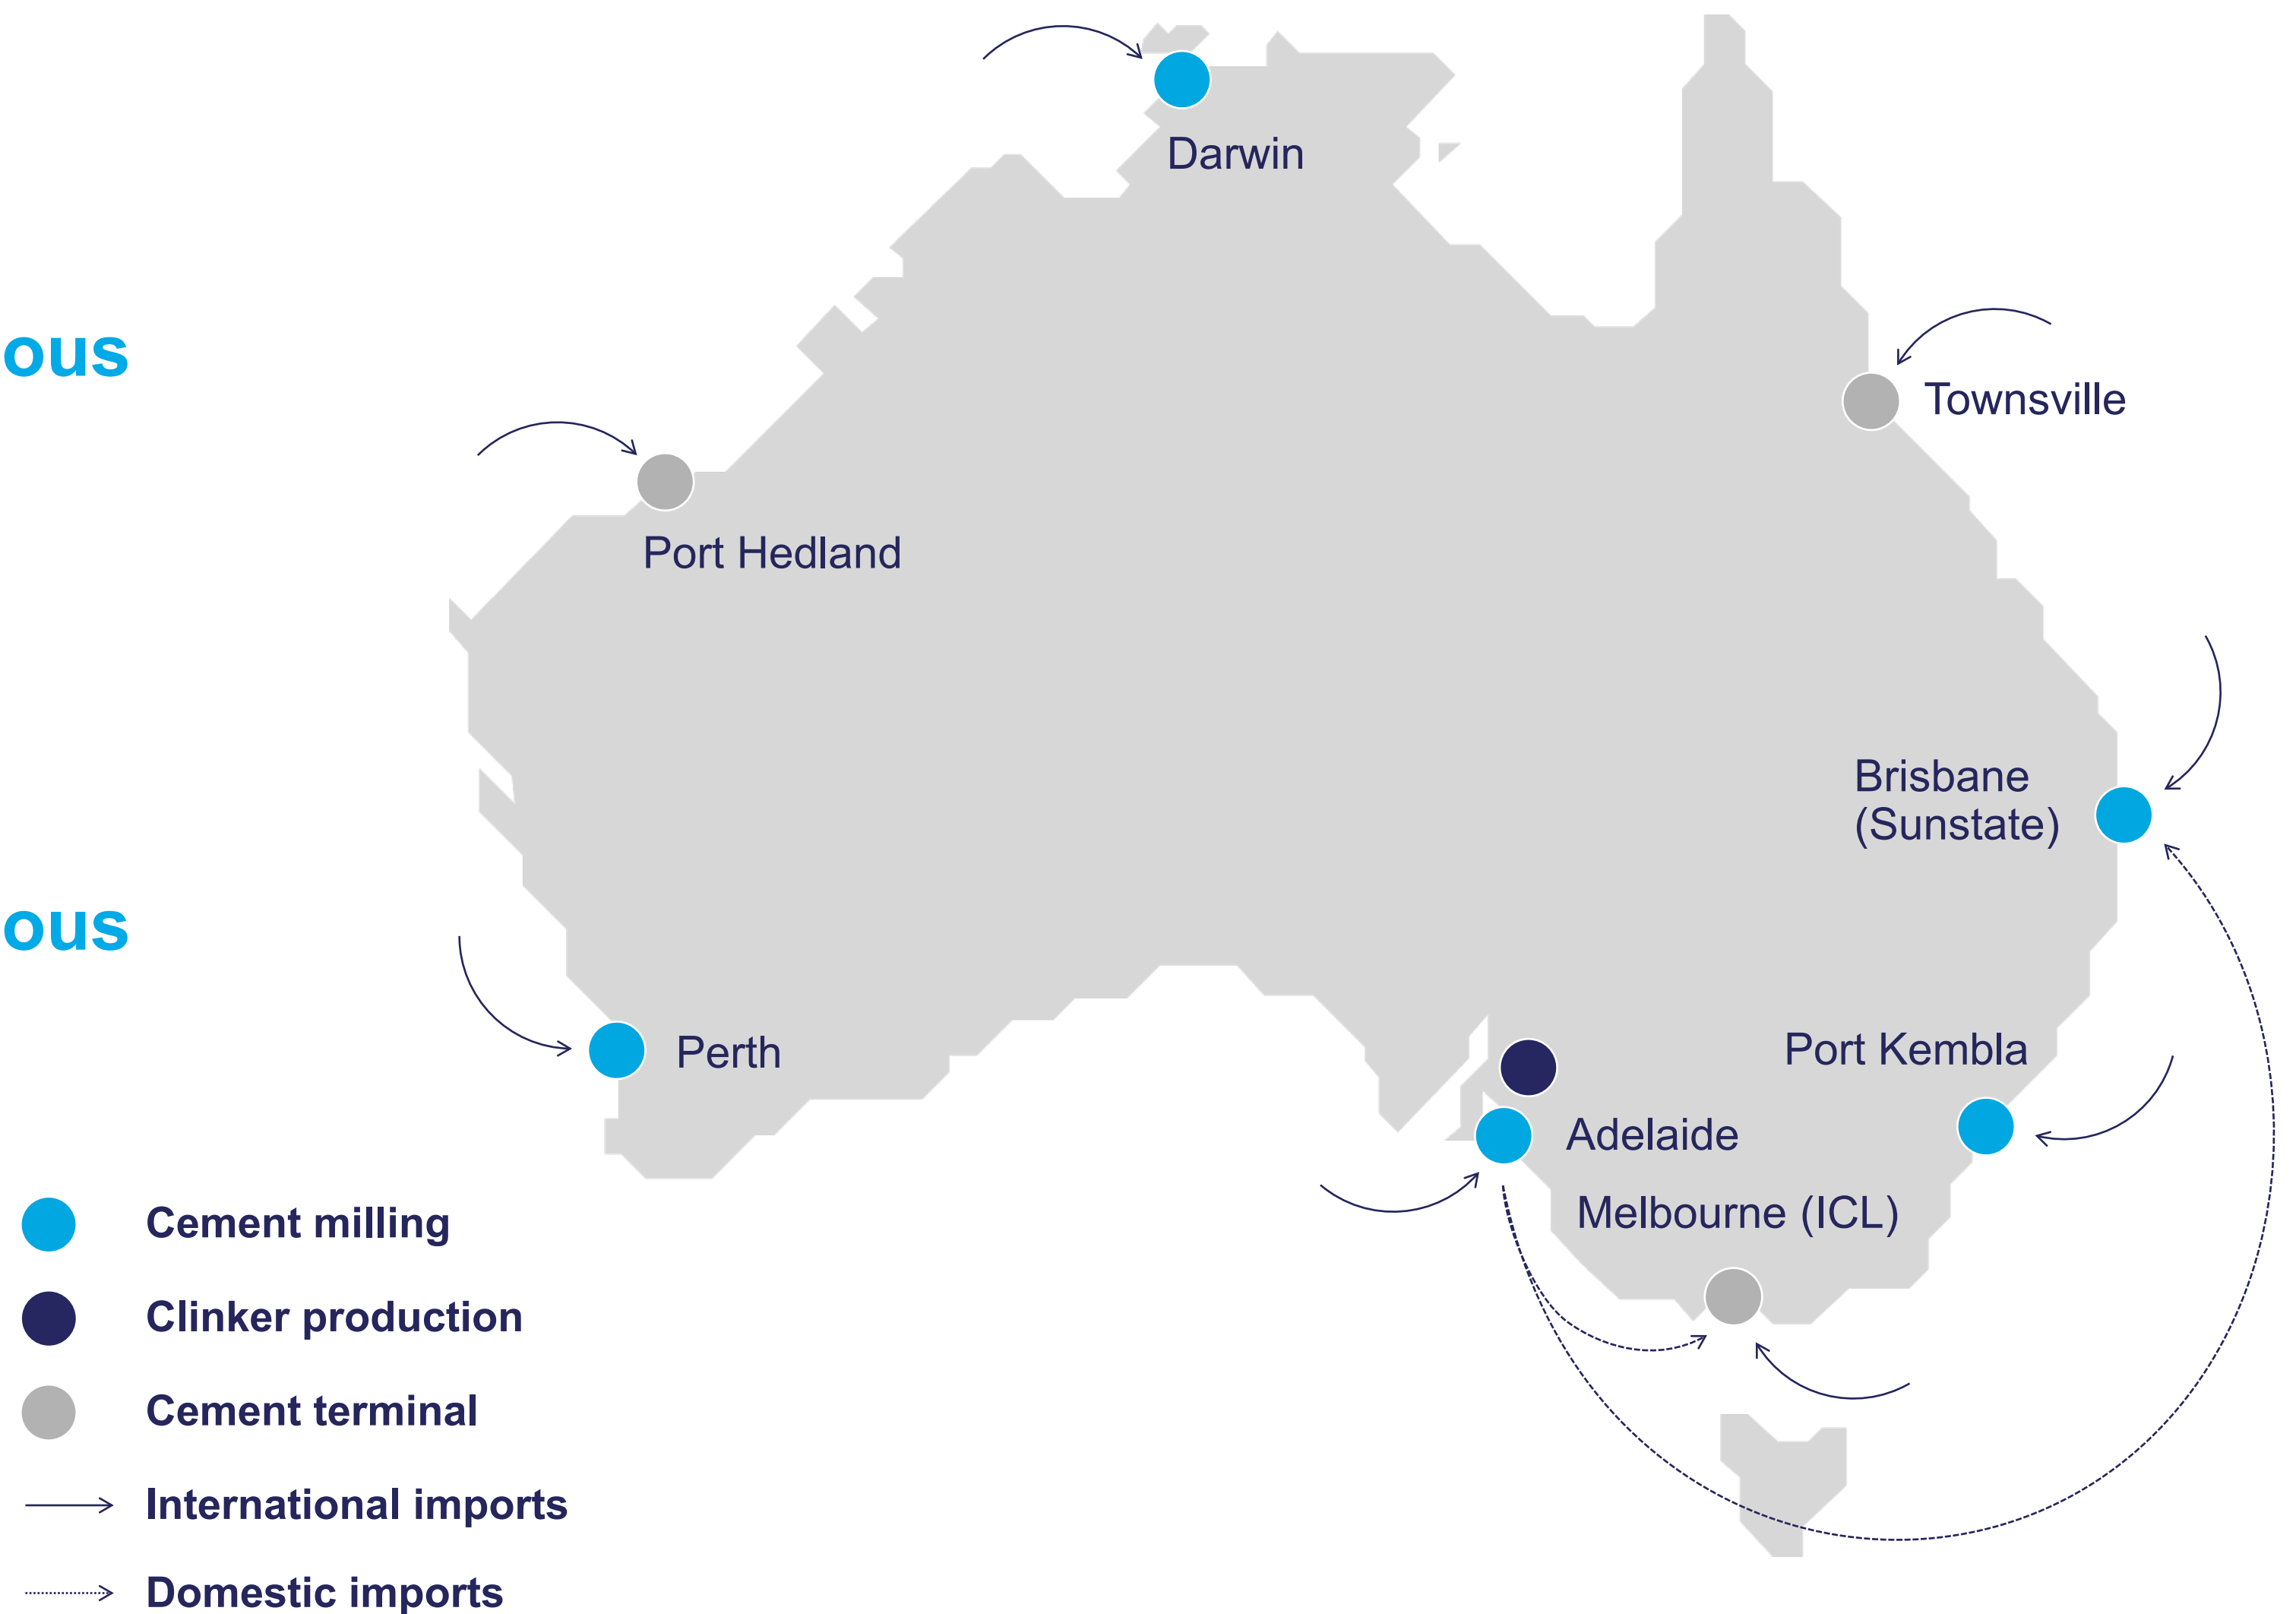 Darwin
ous
Townsville
Port Hedland
Brisbane
(Sunstate)
ous
Port Kembla
Perth
Adelaide
Melbourne (ICL)
Cement milling
Clinker production
Cement terminal
International imports
Domestic imports